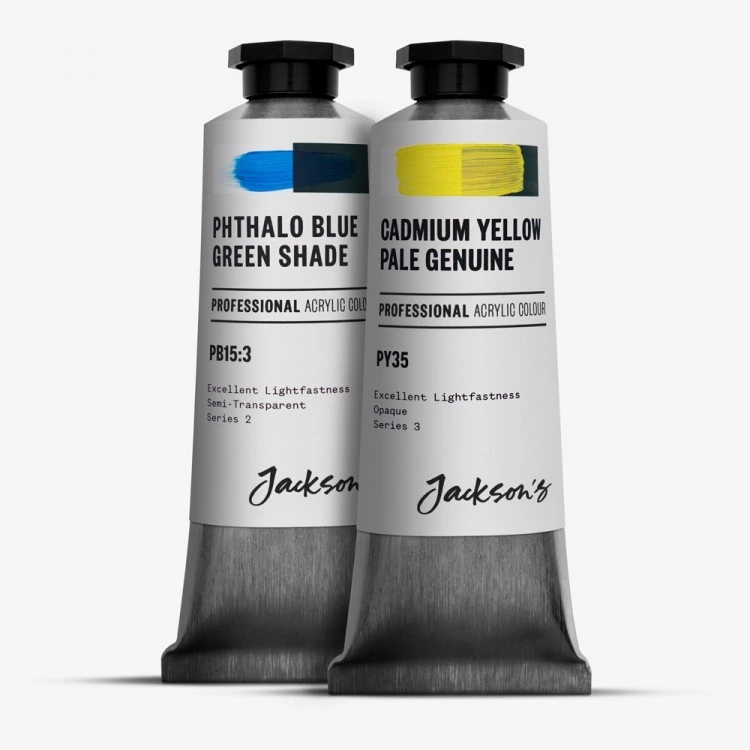 PHTHALO BLUE
GREEN SHADE
PROFESSIONAL ACRYLIC COLO
PB15:3
Excellent Lightfastness
Semi-Transparent
Series 2
Jackson
CADMIUM YELLOW
PALE GENUINE
PROFESSIONAL ACRYLIC COLOUR
PY35
Excellent Lightfastness
Opaque
Series 3
Jackson's